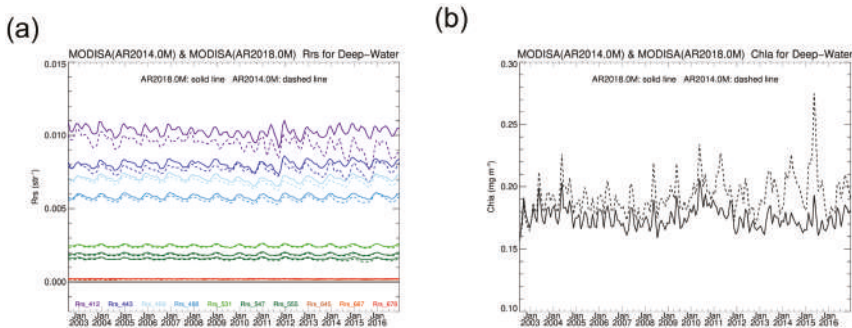 (a)
MODISA(AR2014.0M) & MODISA(AR2018.0M) Rrs for Deep-Water
AR2018.0M: solid line AR2014.0M: dashed line
0.015
0.010
0.005
0.000
Rrs (str⁻¹)
Rrs_412 Rrs_443 Rrs_488 Rrs_531 Rrs_547 Rrs_555 Rrs_645 Rrs_667 Rrs_678
Jan Jan Jan Jan Jan Jan Jan Jan Jan Jan Jan Jan Jan Jan
2003 2004 2005 2006 2007 2008 2009 2010 2011 2012 2013 2014 2015 2016
(b)
MODISA(AR2014.0M) & MODISA(AR2018.0M) Chla for Deep-Water
AR2018.0M: solid line AR2014.0M: dashed line
0.30
0.25
0.20
0.15
0.10
Chla (mg m⁻³)
Jan Jan Jan Jan Jan Jan Jan Jan Jan Jan Jan Jan Jan Jan
2003 2004 2005 2006 2007 2008 2009 2010 2011 2012 2013 2014 2015 2016